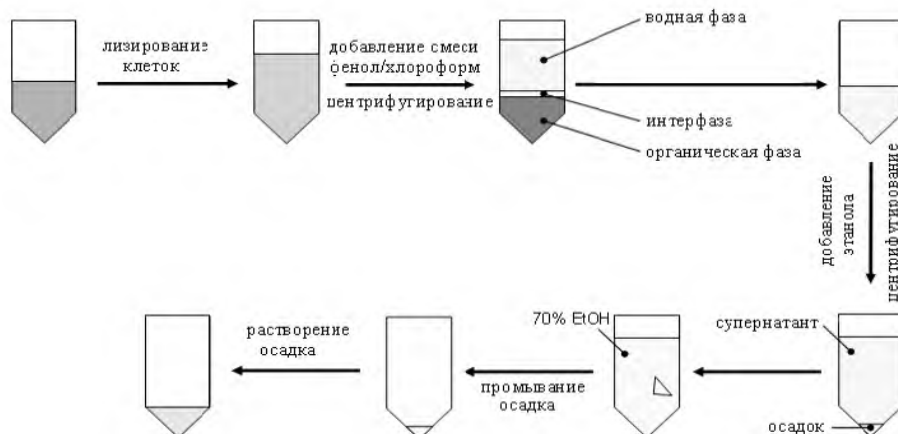 лизирование
клеток
добавление смеси
фенол/хлороформ
центрифугирование
водная фаза
интерфаза
органическая фаза
добавление
этанола
центрифугирование
супернатант
осадок
70% EtOH
промывание
осадка
растворение
осадка